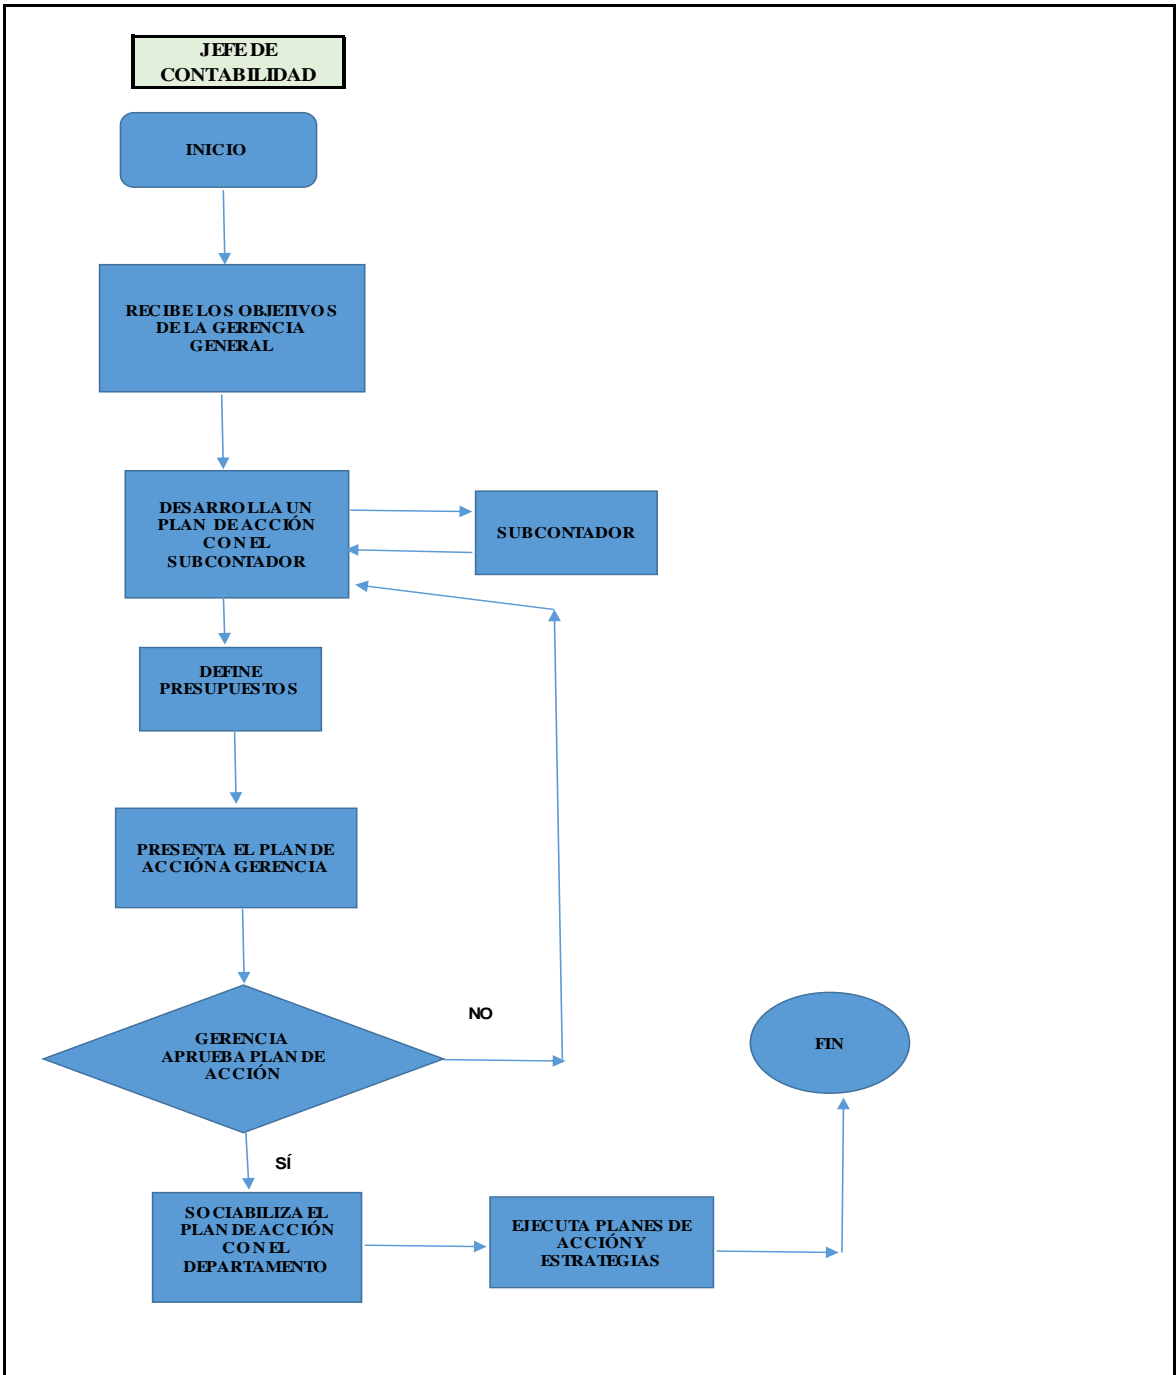 JEFE DE
CONTABILIDAD
INICIO
RECIBE LOS OBJETIVOS
DE LA GERENCIA
GENERAL
DESARROLLA UN
PLAN DE ACCIÓN
CON EL
SUBCONTADOR
SUBCONTADOR
DEFINE
PRESUPUESTOS
PRESENTA EL PLAN DE
ACCIÓN A GERENCIA
GERENCIA
APRUEBA PLAN DE
ACCIÓN
NO
FIN
SÍ
SOCIABILIZA EL
PLAN DE ACCIÓN
CON EL
DEPARTAMENTO
EJECUTA PLANES DE
ACCIÓN Y
ESTRATEGIAS